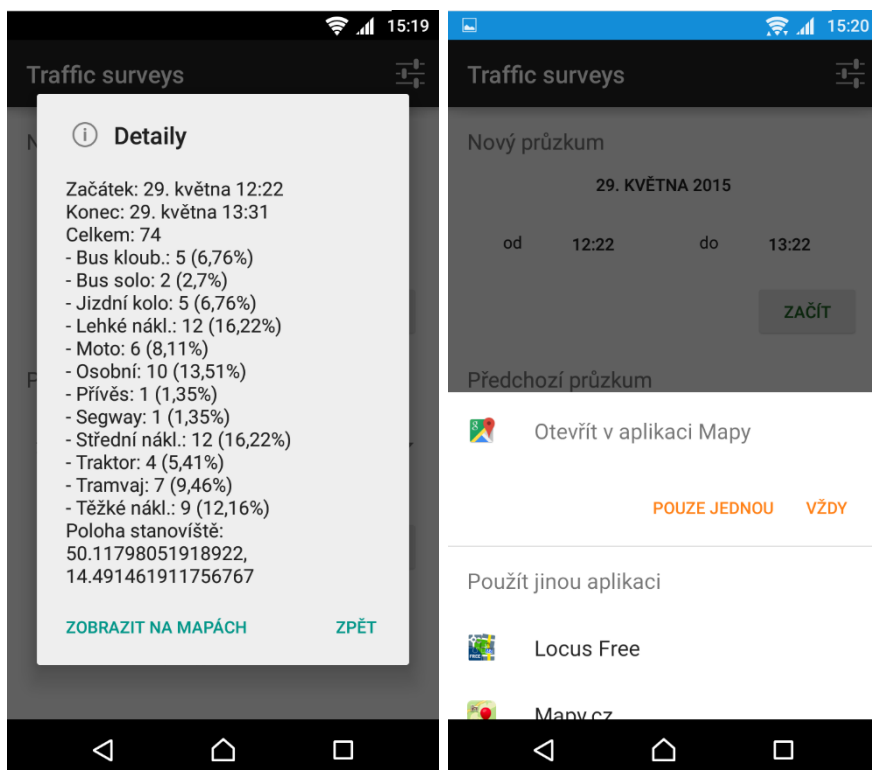 15:19
Traffic surveys
N
Detaily
Začátek: 29. května 12:22
Konec: 29. května 13:31
Celkem: 74
- Bus kloub.: 5 (6,76%)
- Bus solo: 2 (2,7%)
- Jizdní kolo: 5 (6,76%)
- Lehké nákl.: 12 (16,22%)
- Moto: 6 (8,11%)
- Osobní: 10 (13,51%)
- Přívěs: 1 (1,35%)
- Segway: 1 (1,35%)
- Střední nákl.: 12 (16,22%)
- Traktor: 4 (5,41%)
- Tramvaj: 7 (9,46%)
- Těžké nákl.: 9 (12,16%)
Poloha stanovíště:
50.11798051918922,
14.491461911756767
P
ZOBRAZIT NA MAPÁCH ZPĚT
15:20
Traffic surveys
Nový průzkum
29. KVĚTNA 2015
od 12:22 do 13:22
ZAČÍT
Předchozí průzkum
Otevřít v aplikaci Mapy
POUZE JEDNOU VŽDY
Použít jinou aplikaci
Locus Free
Mapy.cz